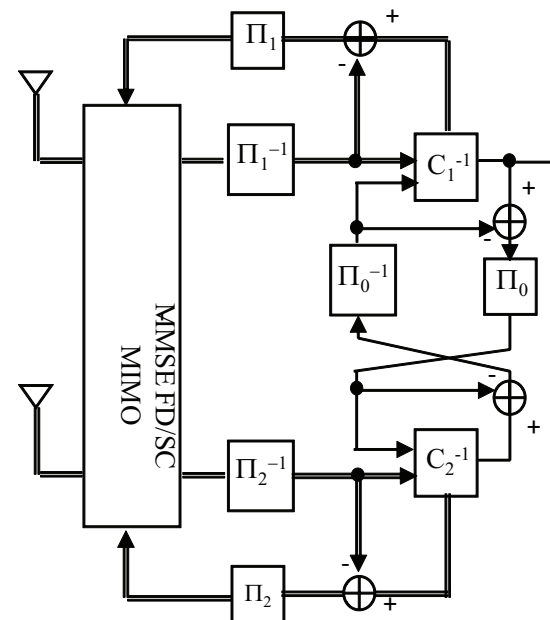 Π₁
+
-
Π₁⁻¹
C₁⁻¹
+
-
Π₀⁻¹
Π₀
MMSE FD/SC
MIMO
-
+
Π₂⁻¹
C₂⁻¹
-
Π₂
+